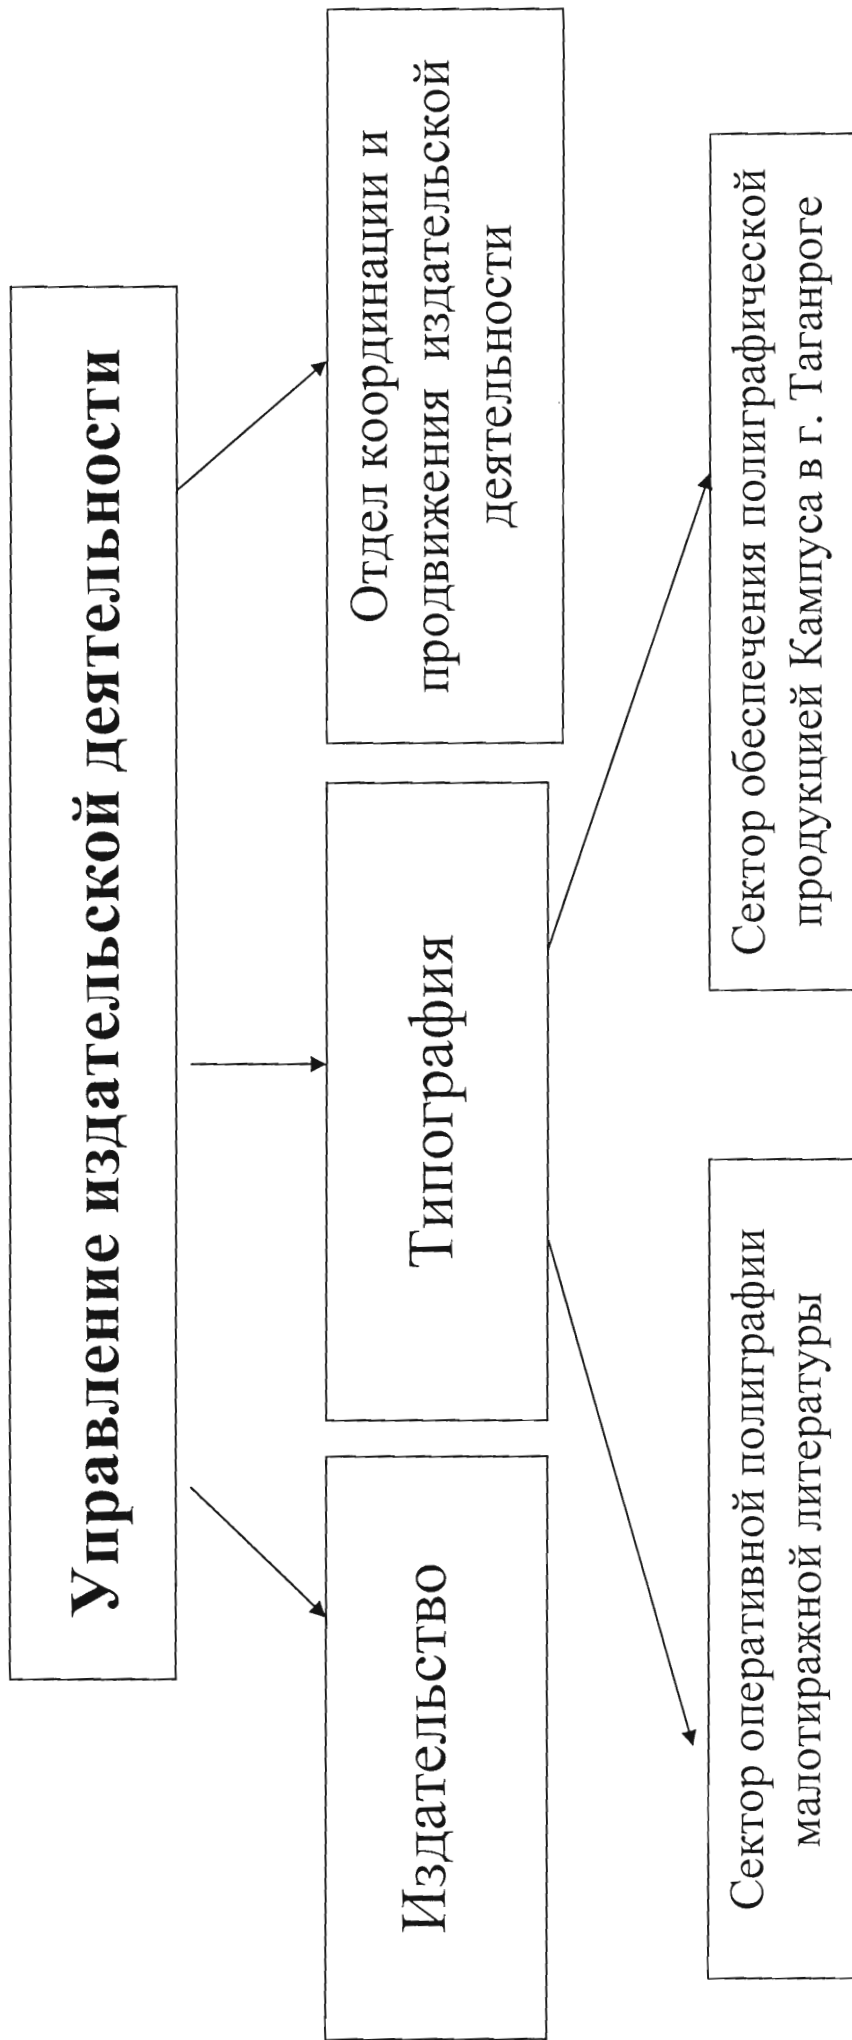 Управление издательской деятельности
Издательство
Типография
Отдел координации и
продвижения издательской
деятельности
Сектор оперативной полиграфии
малотиражной литературы
Сектор обеспечения полиграфической
продукцией Кампуса в г. Таганроге